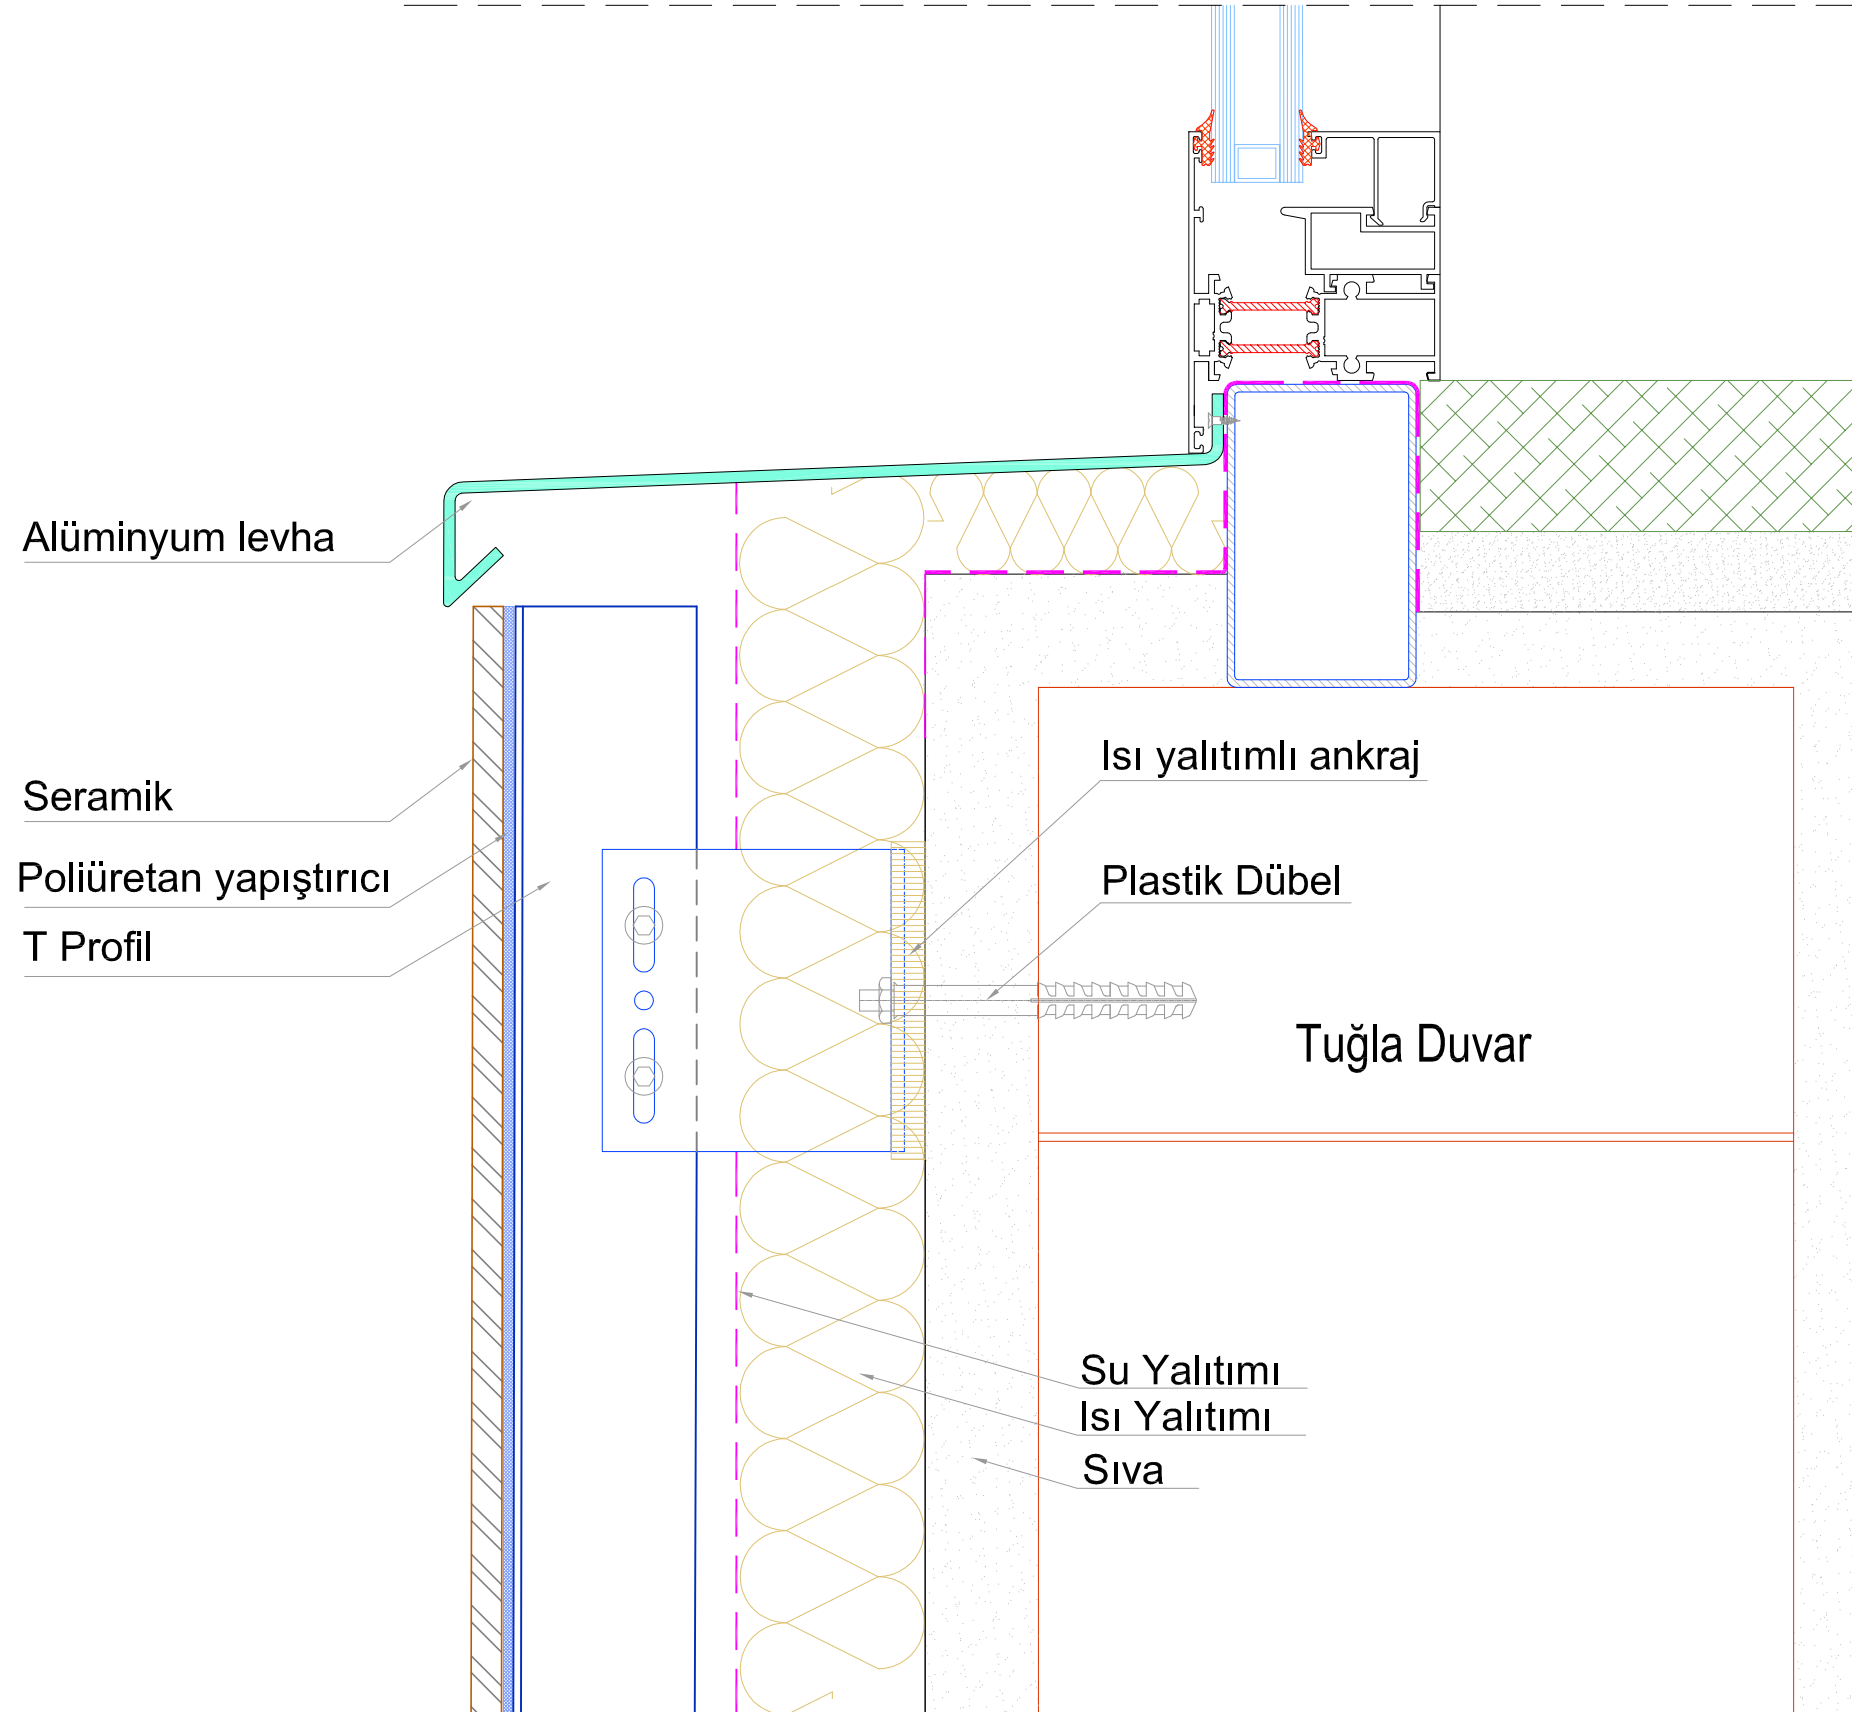 Alüminyum levha
Seramik
Poliüretan yapıştırıcı
T Profil
Isı yalıtımlı ankraj
Plastik Dübel
Tuğla Duvar
Su Yalıtımı
Isı Yalıtımı
Sıva